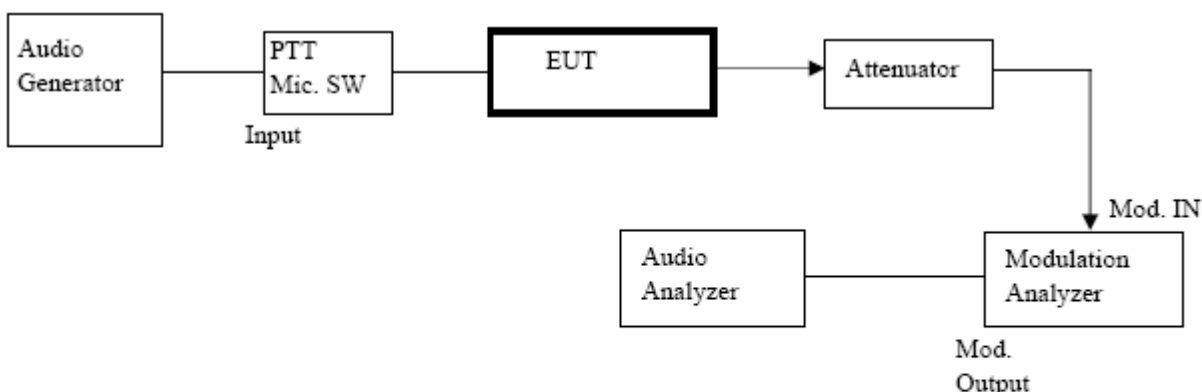 Audio
Generator
PTT
Mic. SW
Input
EUT
Attenuator
Mod. IN
Audio
Analyzer
Modulation
Analyzer
Mod.
Output